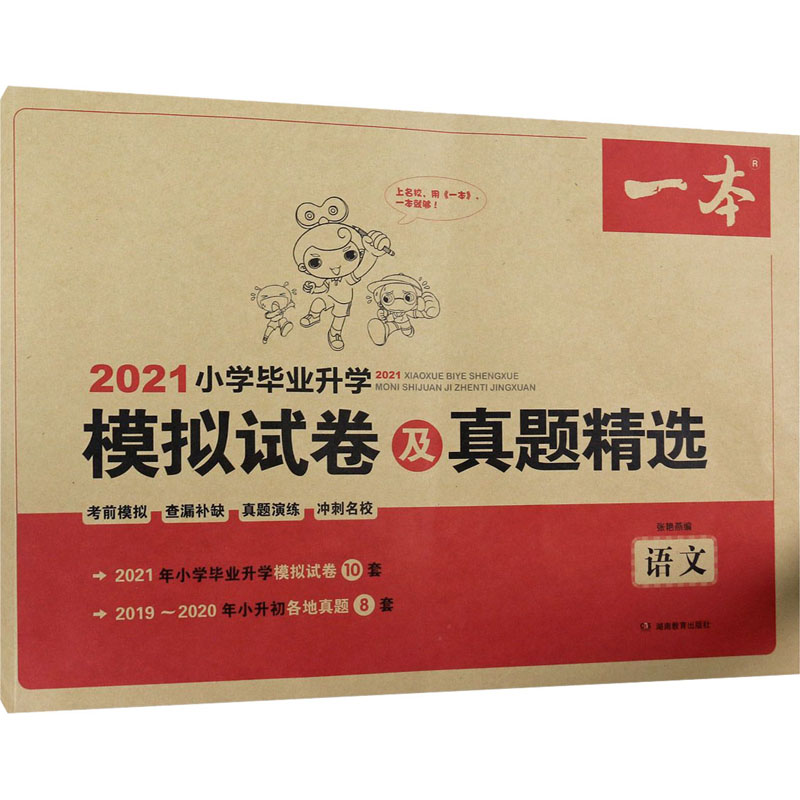 一本®
上名校，用《一本》，
一本就够！
2021小学毕业升学
2021 XIAOXUE BIYE SHENGXUE
MONI SHIJUAN JI ZHENTI JINGXUAN
模拟试卷及真题精选
考前模拟 查漏补缺 真题演练 冲刺名校
张艳燕编
语文
→ 2021年小学毕业升学模拟试卷10套
→ 2019～2020年小升初各地真题8套
湖南教育出版社